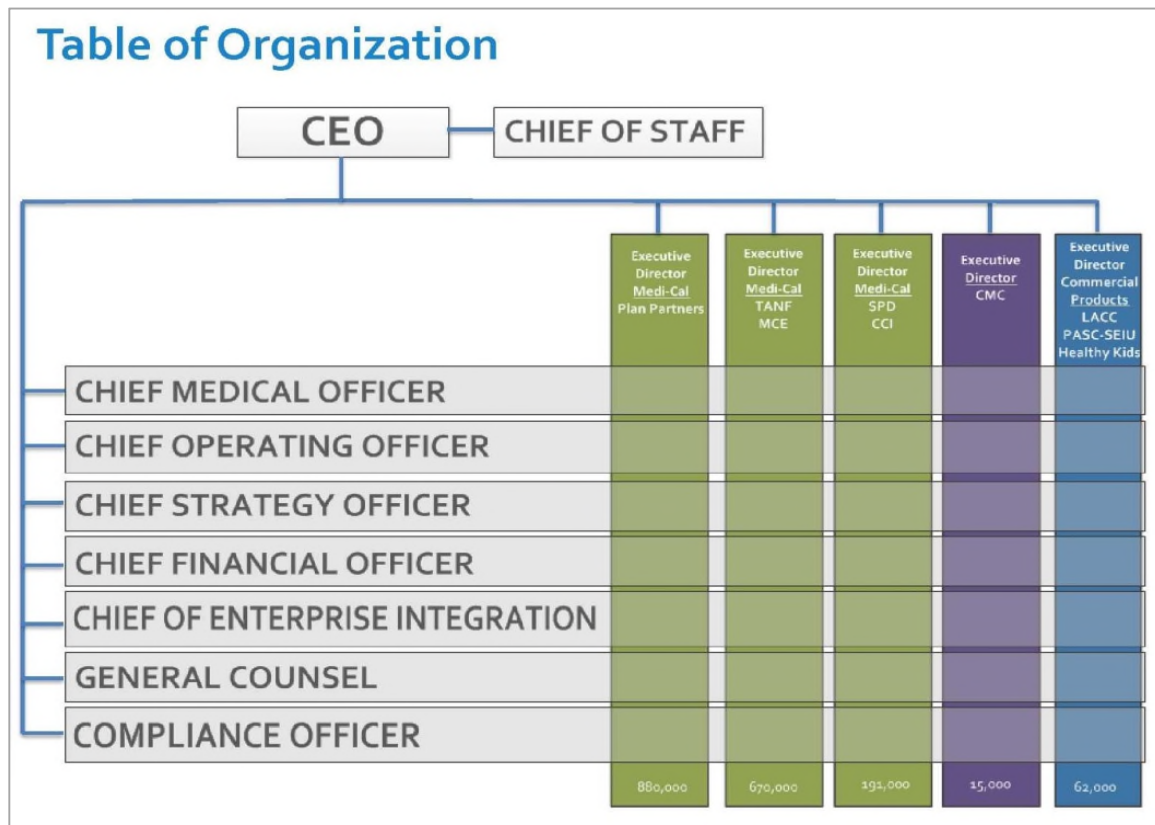 Table of Organization
CEO
CHIEF OF STAFF
Executive
Director
Medi-Cal
Plan Partners
Executive
Director
Medi-Cal
TANF
MCE
Executive
Director
Medi-Cal
SPD
CCI
Executive
Director
CMC
Executive
Director
Commercial
Products
LACC
PASC-SEIU
Healthy Kids
CHIEF MEDICAL OFFICER
CHIEF OPERATING OFFICER
CHIEF STRATEGY OFFICER
CHIEF FINANCIAL OFFICER
CHIEF OF ENTERPRISE INTEGRATION
GENERAL COUNSEL
COMPLIANCE OFFICER
880,000
670,000
191,000
15,000
62,000